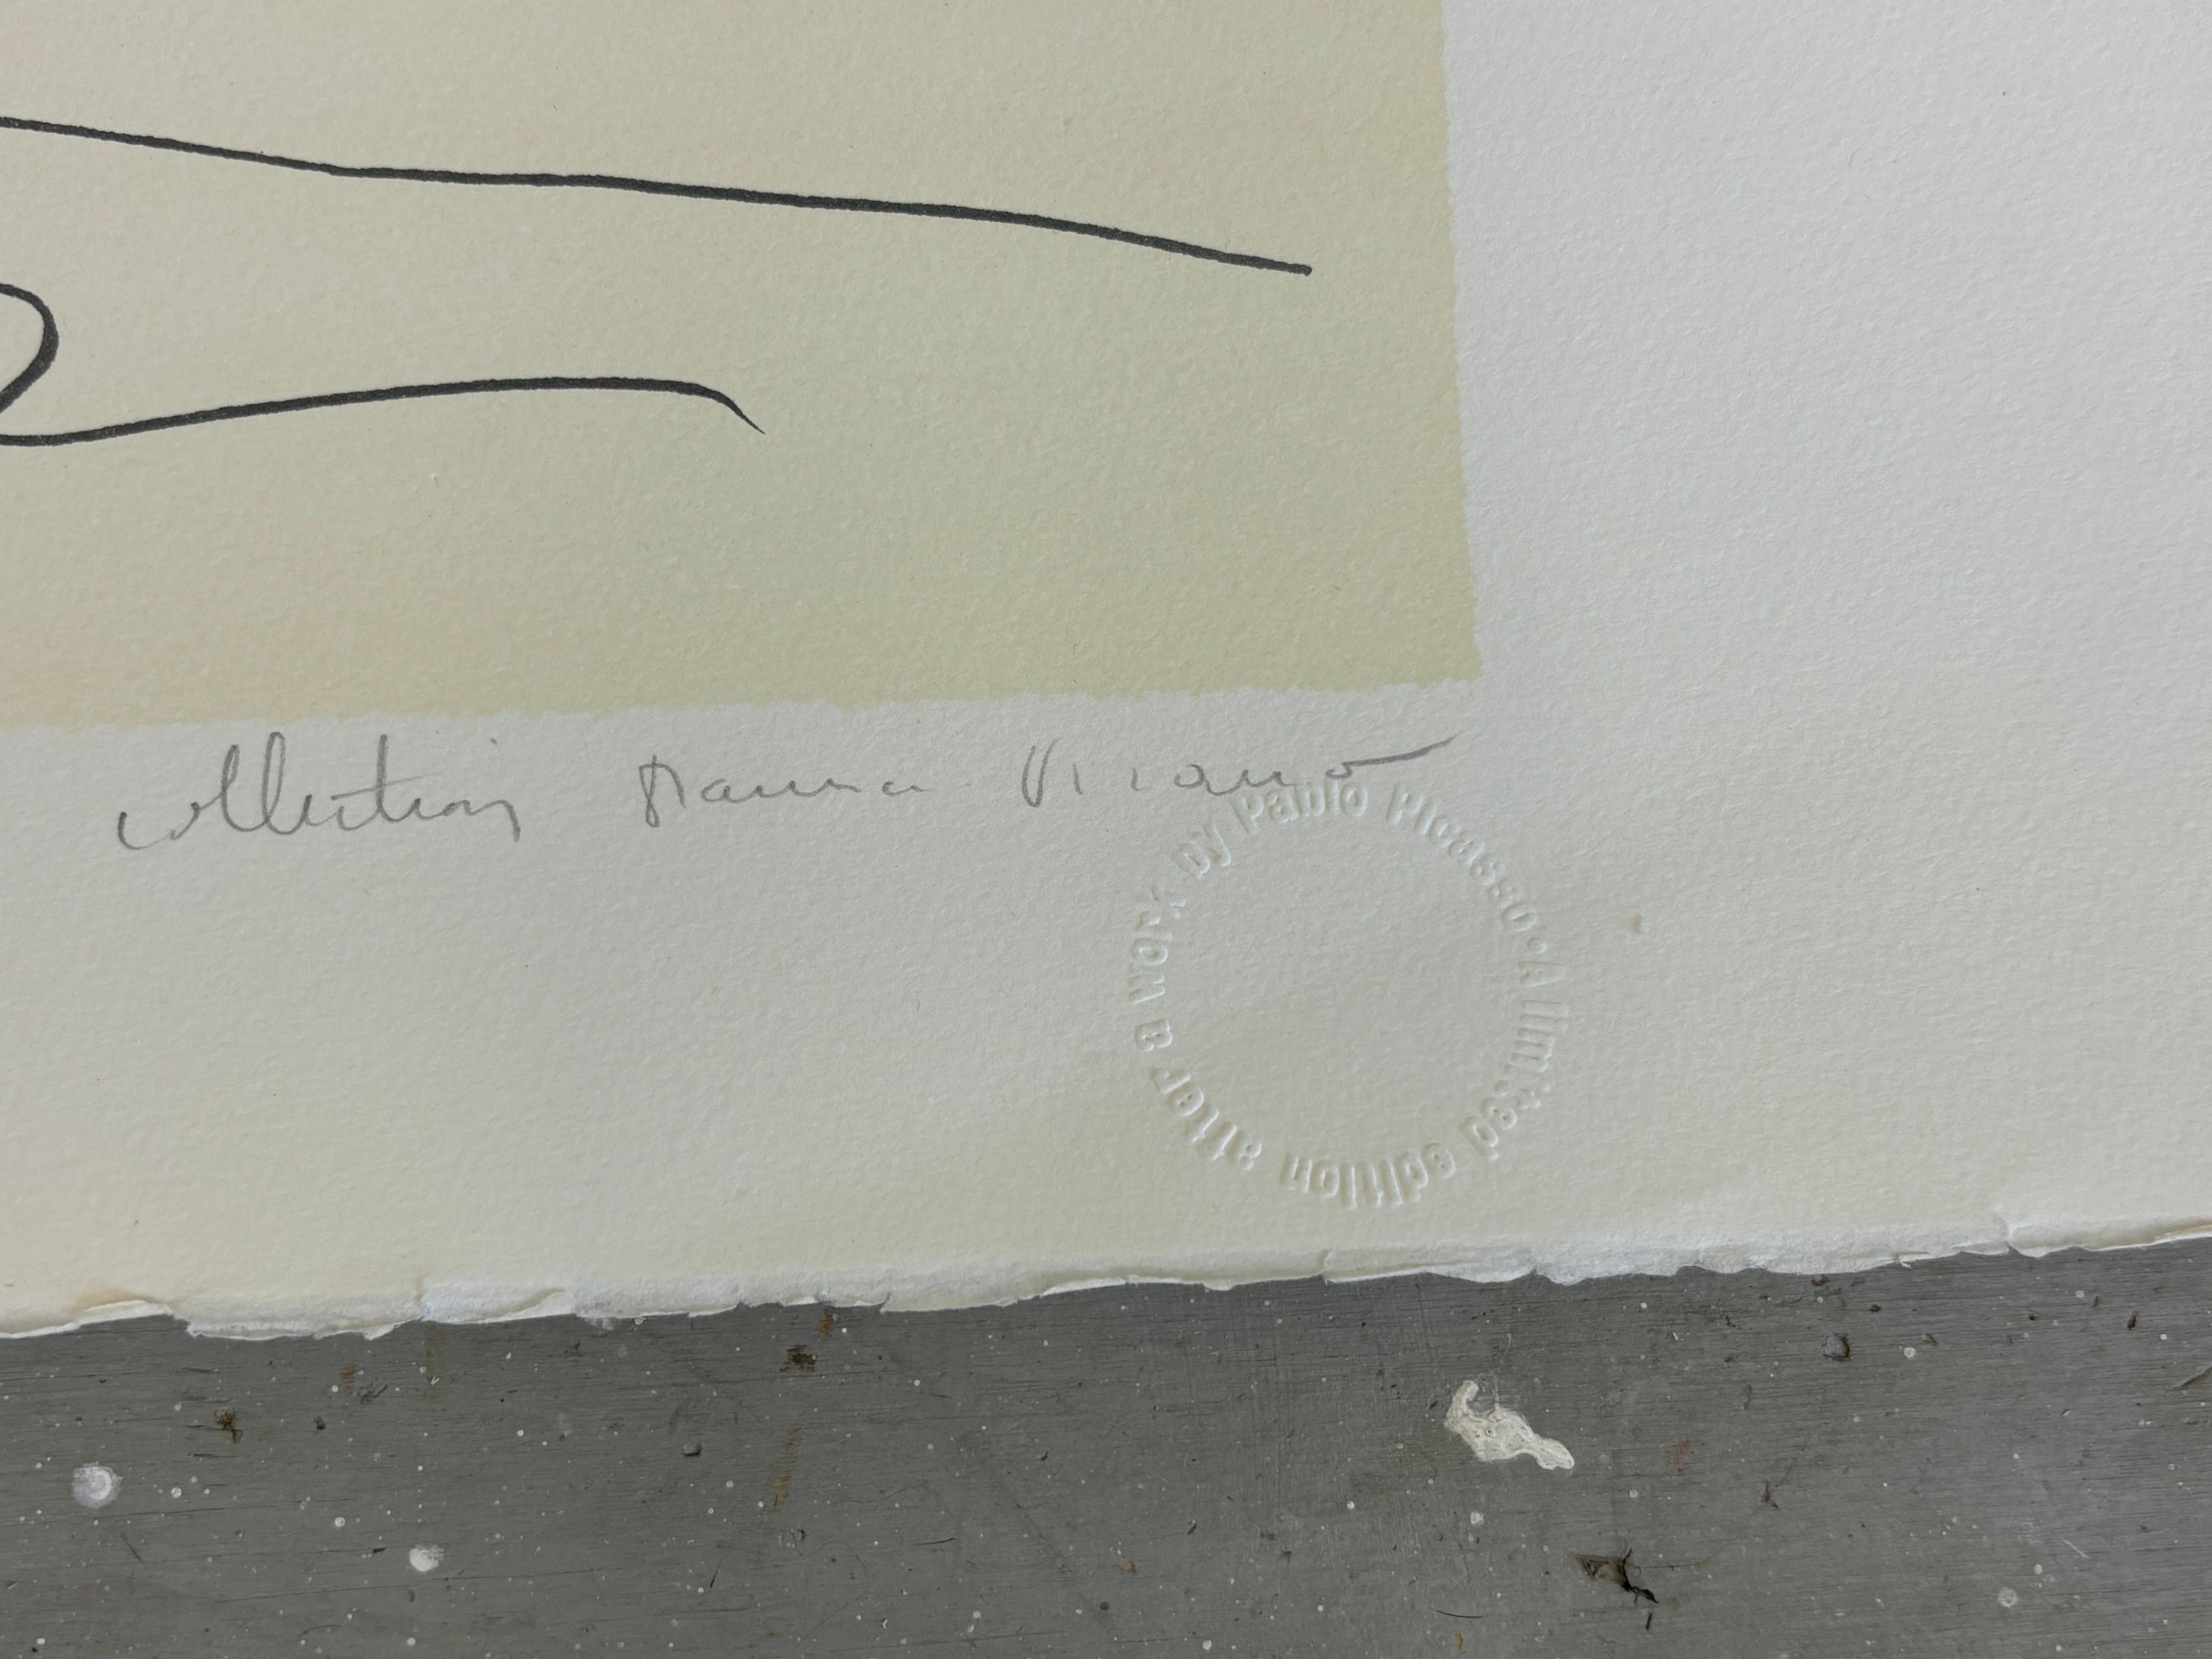 collection Marina Picasso
A limited edition after a work by Pablo Picasso •